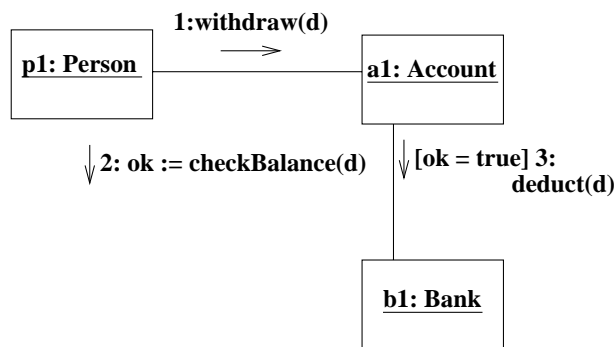 1:withdraw(d)
p1: Person
a1: Account
2: ok := checkBalance(d)
[ok = true] 3:
deduct(d)
b1: Bank